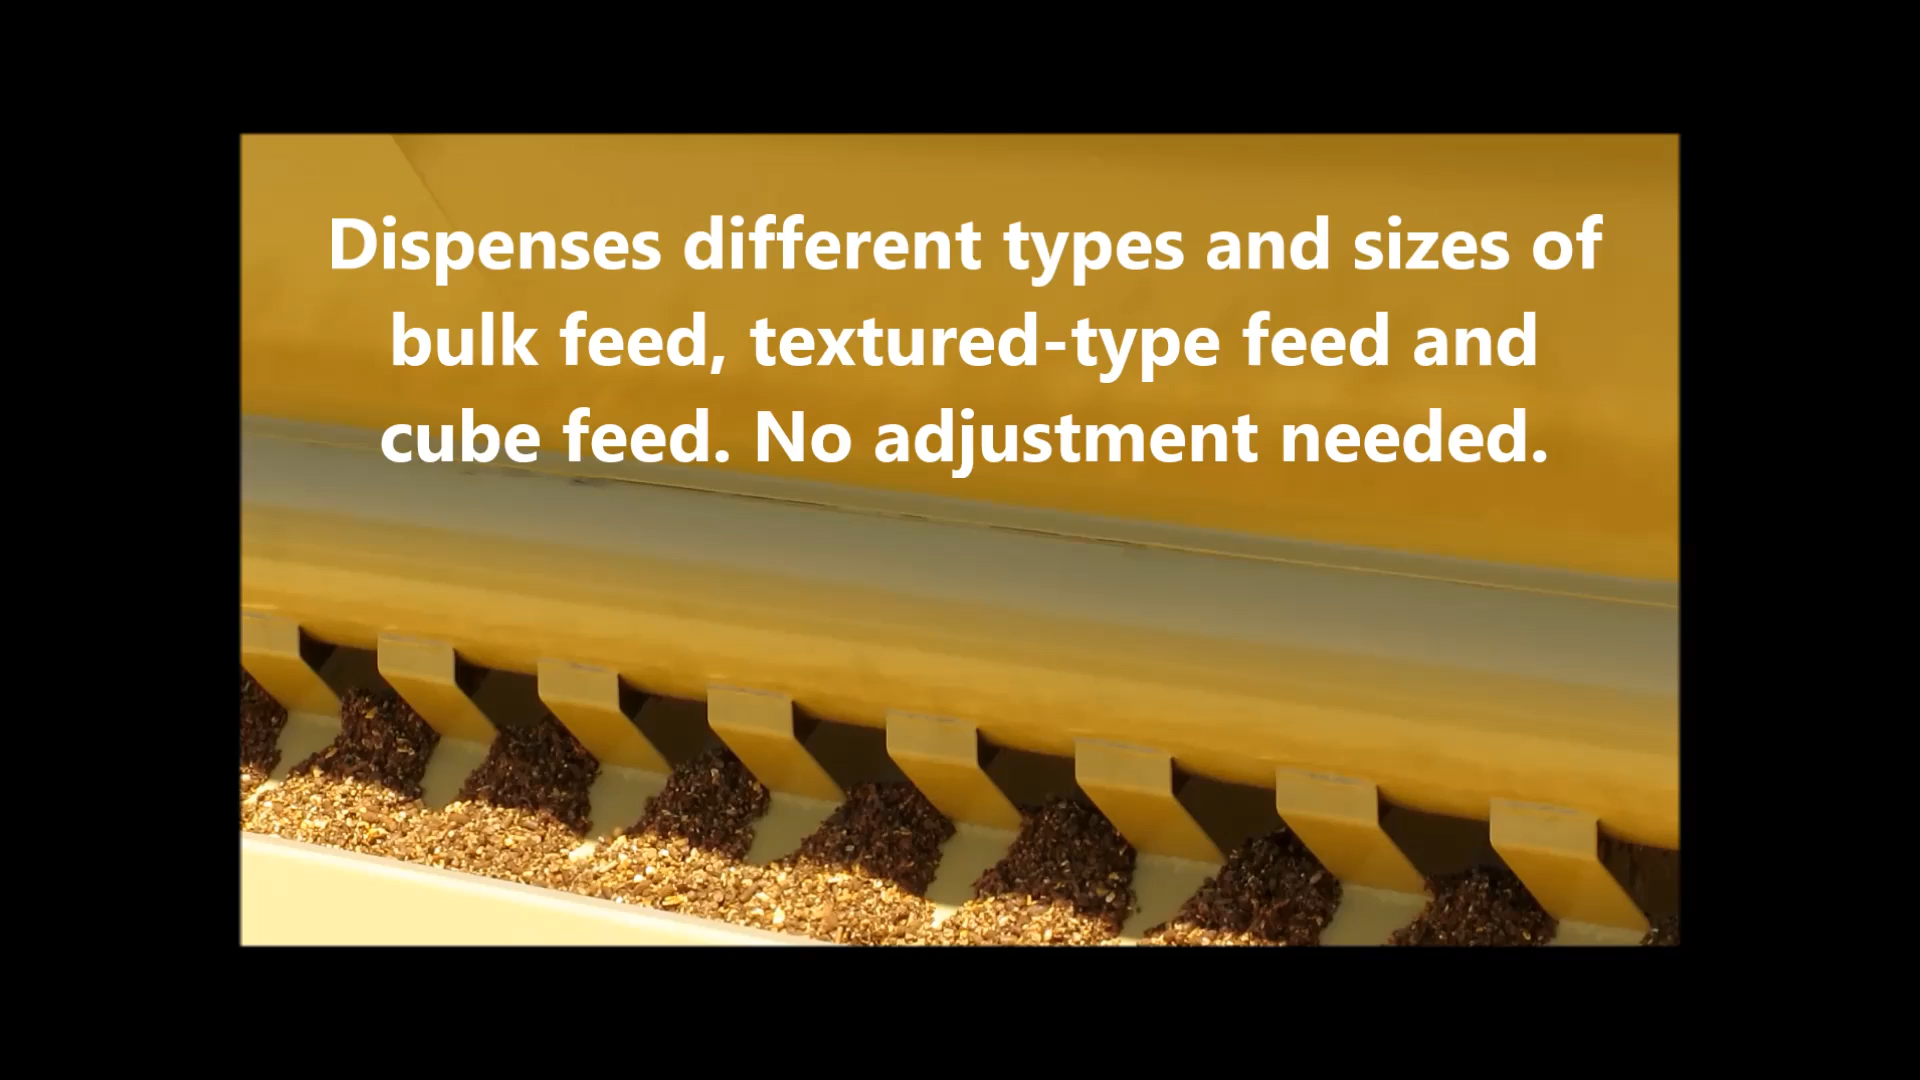 Dispenses different types and sizes of
bulk feed, textured-type feed and
cube feed. No adjustment needed.